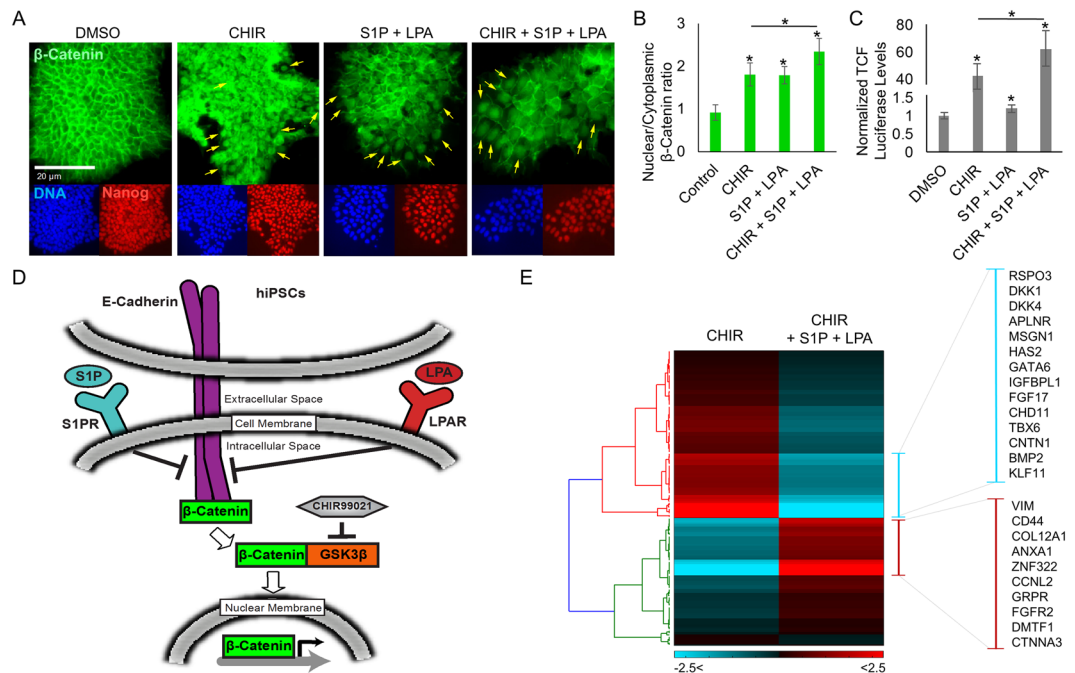 A
DMSO
CHIR
S1P + LPA
CHIR + S1P + LPA
β-Catenin
20 µm
DNA
Nanog
B
Nuclear/Cytoplasmic
β-Catenin ratio
3
2
1
0
*
*
*
*
Control
CHIR
S1P + LPA
CHIR + S1P + LPA
C
Normalized TCF
Luciferase Levels
80
60
40
1.5
1
0.5
0
*
*
*
*
DMSO
CHIR
S1P + LPA
CHIR + S1P + LPA
D
E-Cadherin
hiPSCs
S1P
LPA
S1PR
LPAR
Extracellular Space
Cell Membrane
Intracellular Space
β-Catenin
CHIR99021
β-Catenin
GSK3β
Nuclear Membrane
β-Catenin
E
CHIR
CHIR
+ S1P + LPA
-2.5<
<2.5
RSPO3
DKK1
DKK4
APLNR
MSGN1
HAS2
GATA6
IGFBPL1
FGF17
CHD11
TBX6
CNTN1
BMP2
KLF11
VIM
CD44
COL12A1
ANXA1
ZNF322
CCNL2
GRPR
FGFR2
DMTF1
CTNNA3